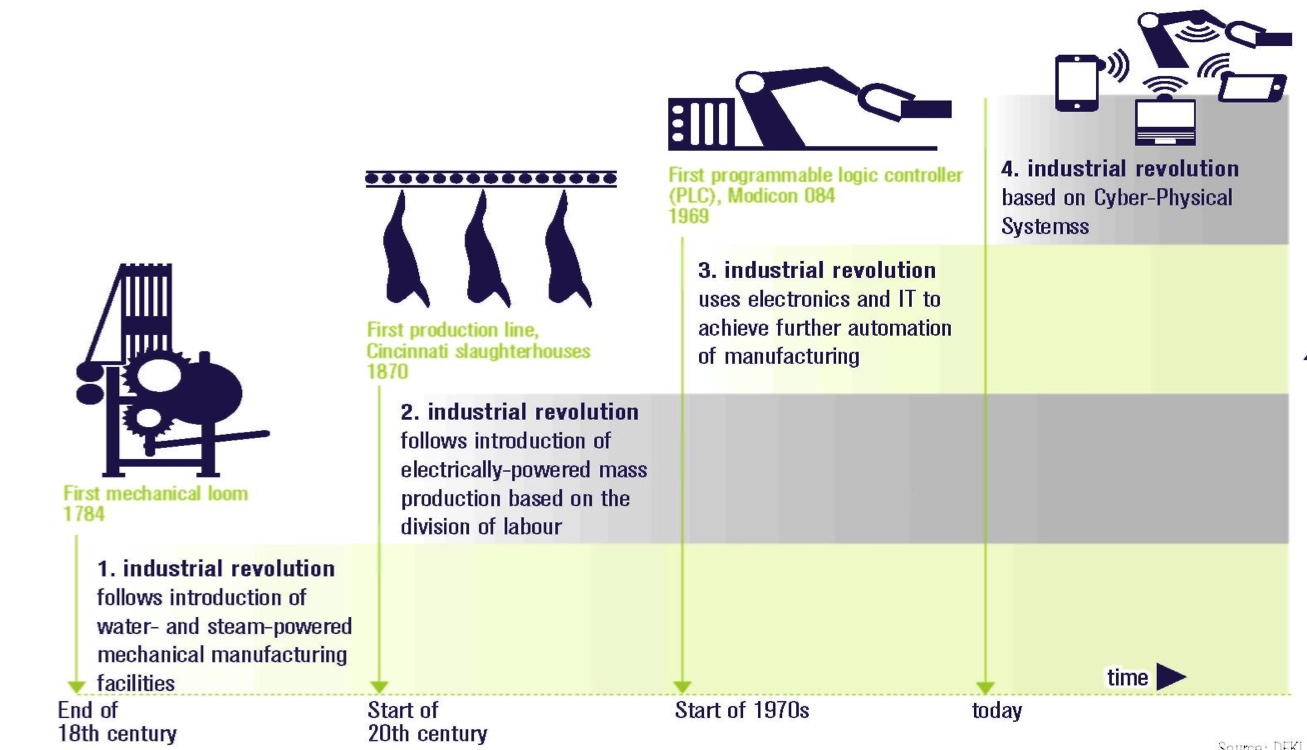 First mechanical loom
1784
1. industrial revolution
follows introduction of
water- and steam-powered
mechanical manufacturing
facilities
End of
18th century
First production line,
Cincinnati slaughterhouses
1870
2. industrial revolution
follows introduction of
electrically-powered mass
production based on the
division of labour
Start of
20th century
First programmable logic controller
(PLC), Modicon 084
1969
3. industrial revolution
uses electronics and IT to
achieve further automation
of manufacturing
Start of 1970s
4. industrial revolution
based on Cyber-Physical
Systemss
today
time
Source: